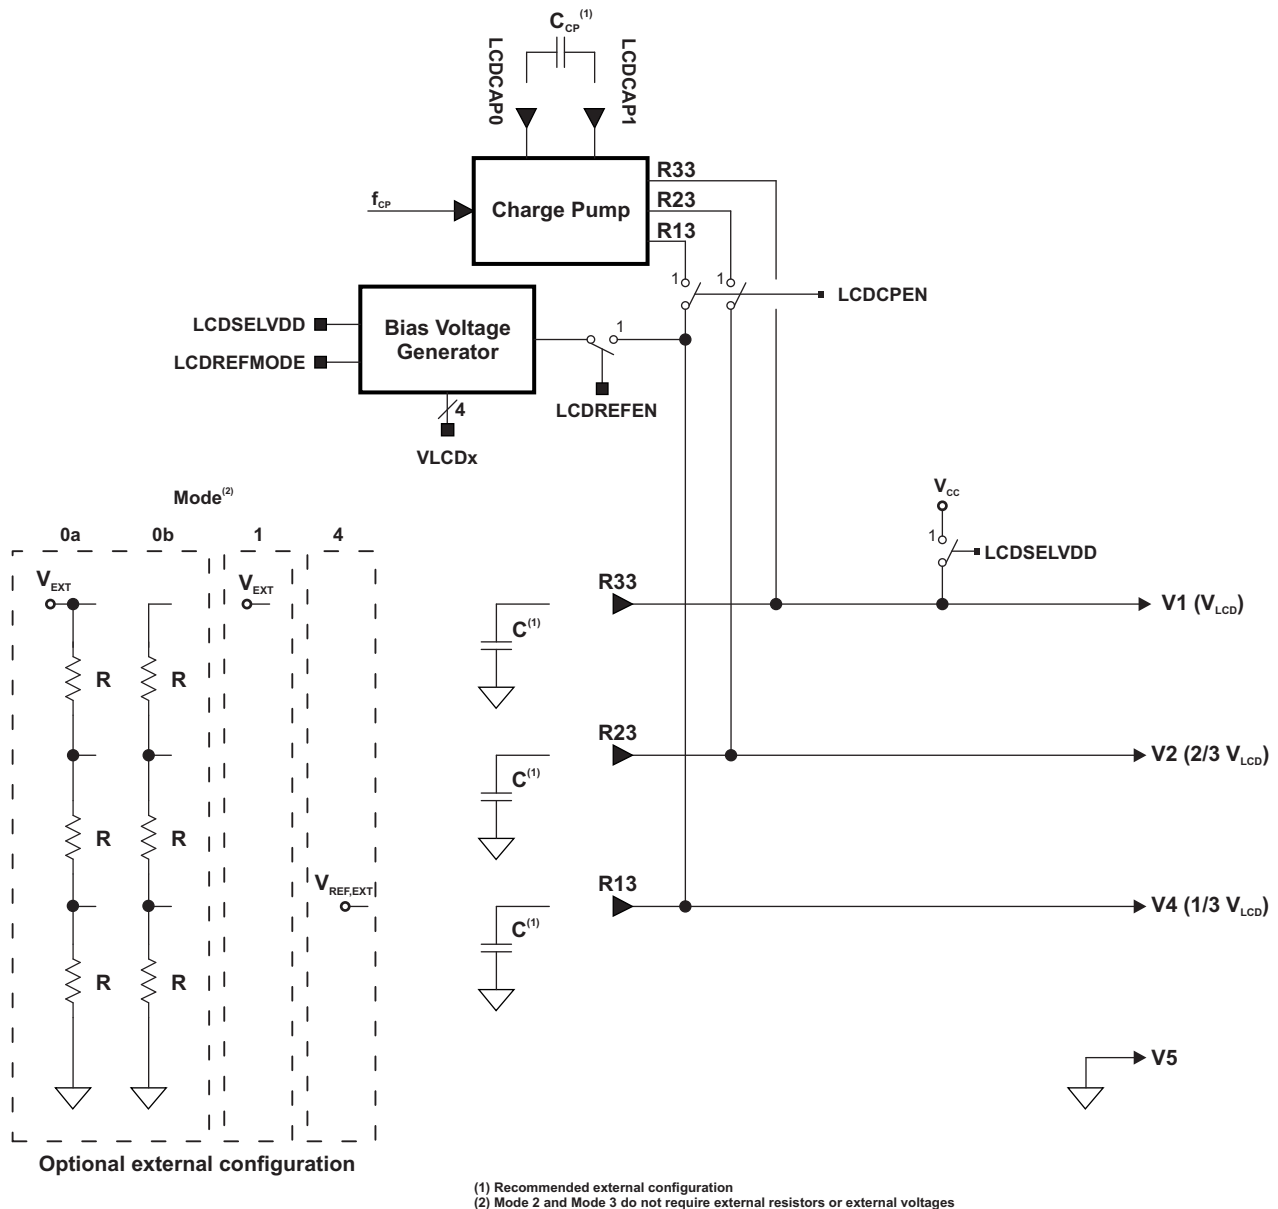 C_CP(1)
LCDCAP0
LCDCAP1
R33
R23
R13
f_CP
Charge Pump
1
1
LCDCPEN
LCDSELVDD
LCDREFMODE
Bias Voltage
Generator
1
LCDREFEN
4
VLCDx
Mode(2)
0a 0b 1 4
V_CC
1
LCDSELVDD
V_EXT
V_EXT
R33
C(1)
V1 (V_LCD)
R R
R23
C(1)
V2 (2/3 V_LCD)
R R
V_REF,EXT
R13
C(1)
V4 (1/3 V_LCD)
R R
V5
Optional external configuration
(1) Recommended external configuration
(2) Mode 2 and Mode 3 do not require external resistors or external voltages